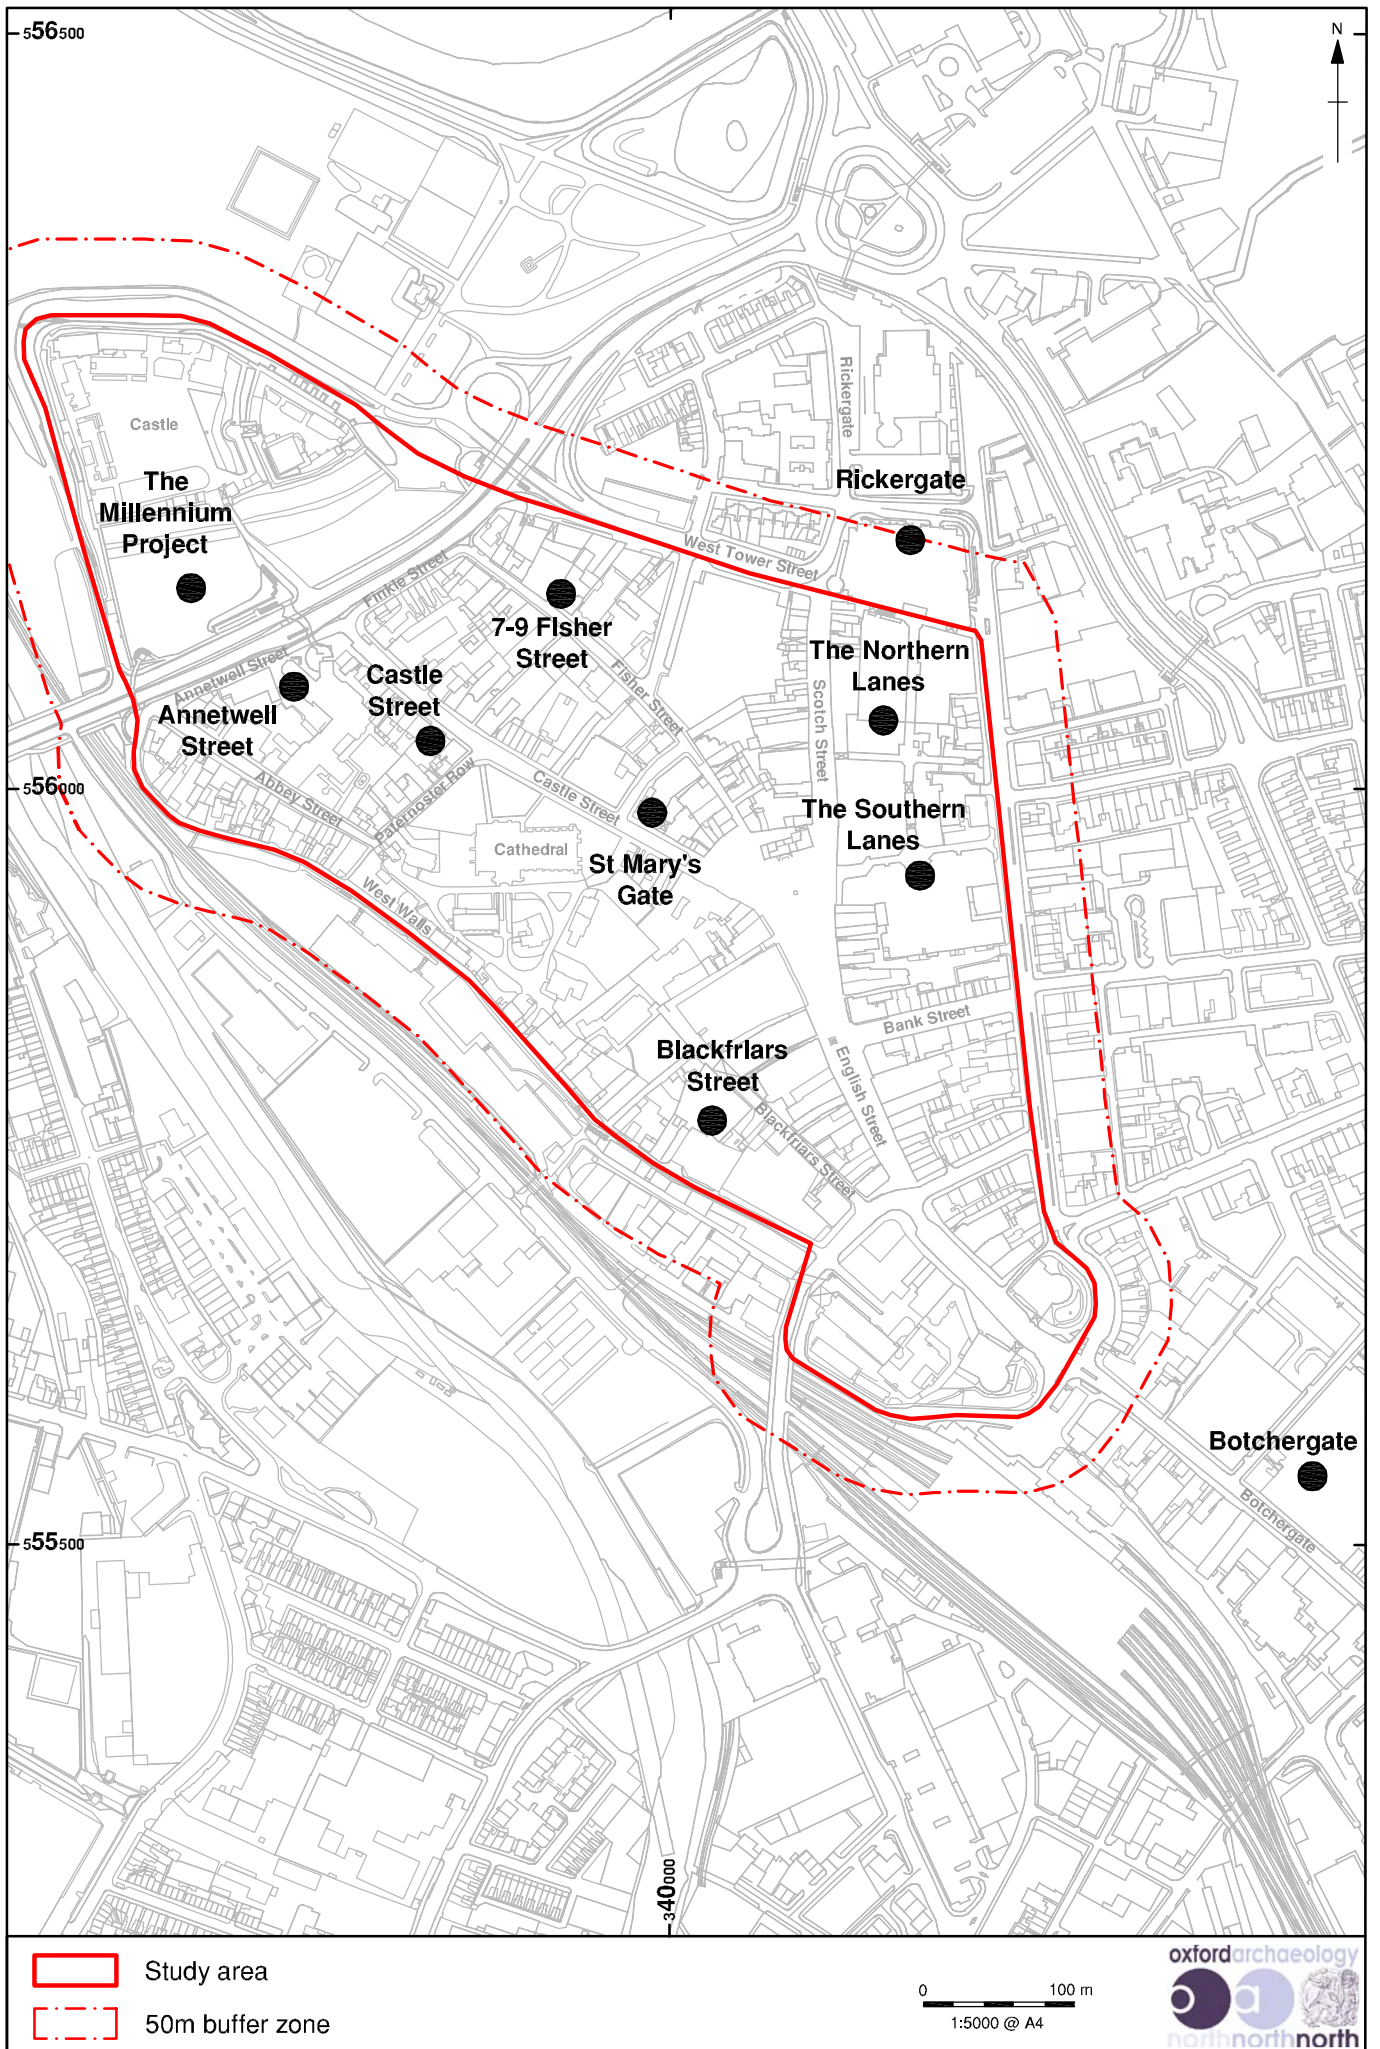 556500
N
Rickergate
Castle
Rickergate
The
Millennium
Project
West Tower Street
Finkle Street
7-9 FIsher
Street
The Northern
Lanes
Annetwell Street
Castle
Street
Fisher Street
Scotch Street
Annetwell
Street
556000
Abbey Street
Paternoster Row
Castle Street
The Southern
Lanes
Cathedral
St Mary's
Gate
West Walls
Bank Street
Blackfriars
Street
English Street
Blackfriars Street
Botchergate
Botchergate
555500
340000
Study area
50m buffer zone
0 100 m
1:5000 @ A4
oxfordarchaeology
o a
northnorthnorth